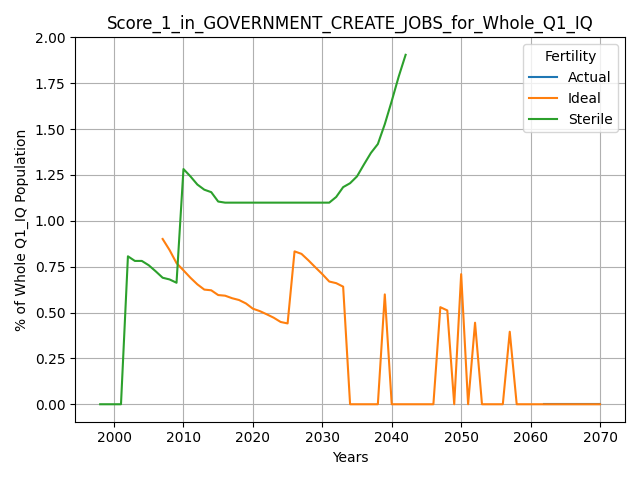 Score_1_in_GOVERNMENT_CREATE_JOBS_for_Whole_Q1_IQ
Fertility
Actual
Ideal
Sterile
% of Whole Q1_IQ Population
2.00
1.75
1.50
1.25
1.00
0.75
0.50
0.25
0.00
2000 2010 2020 2030 2040 2050 2060 2070
Years